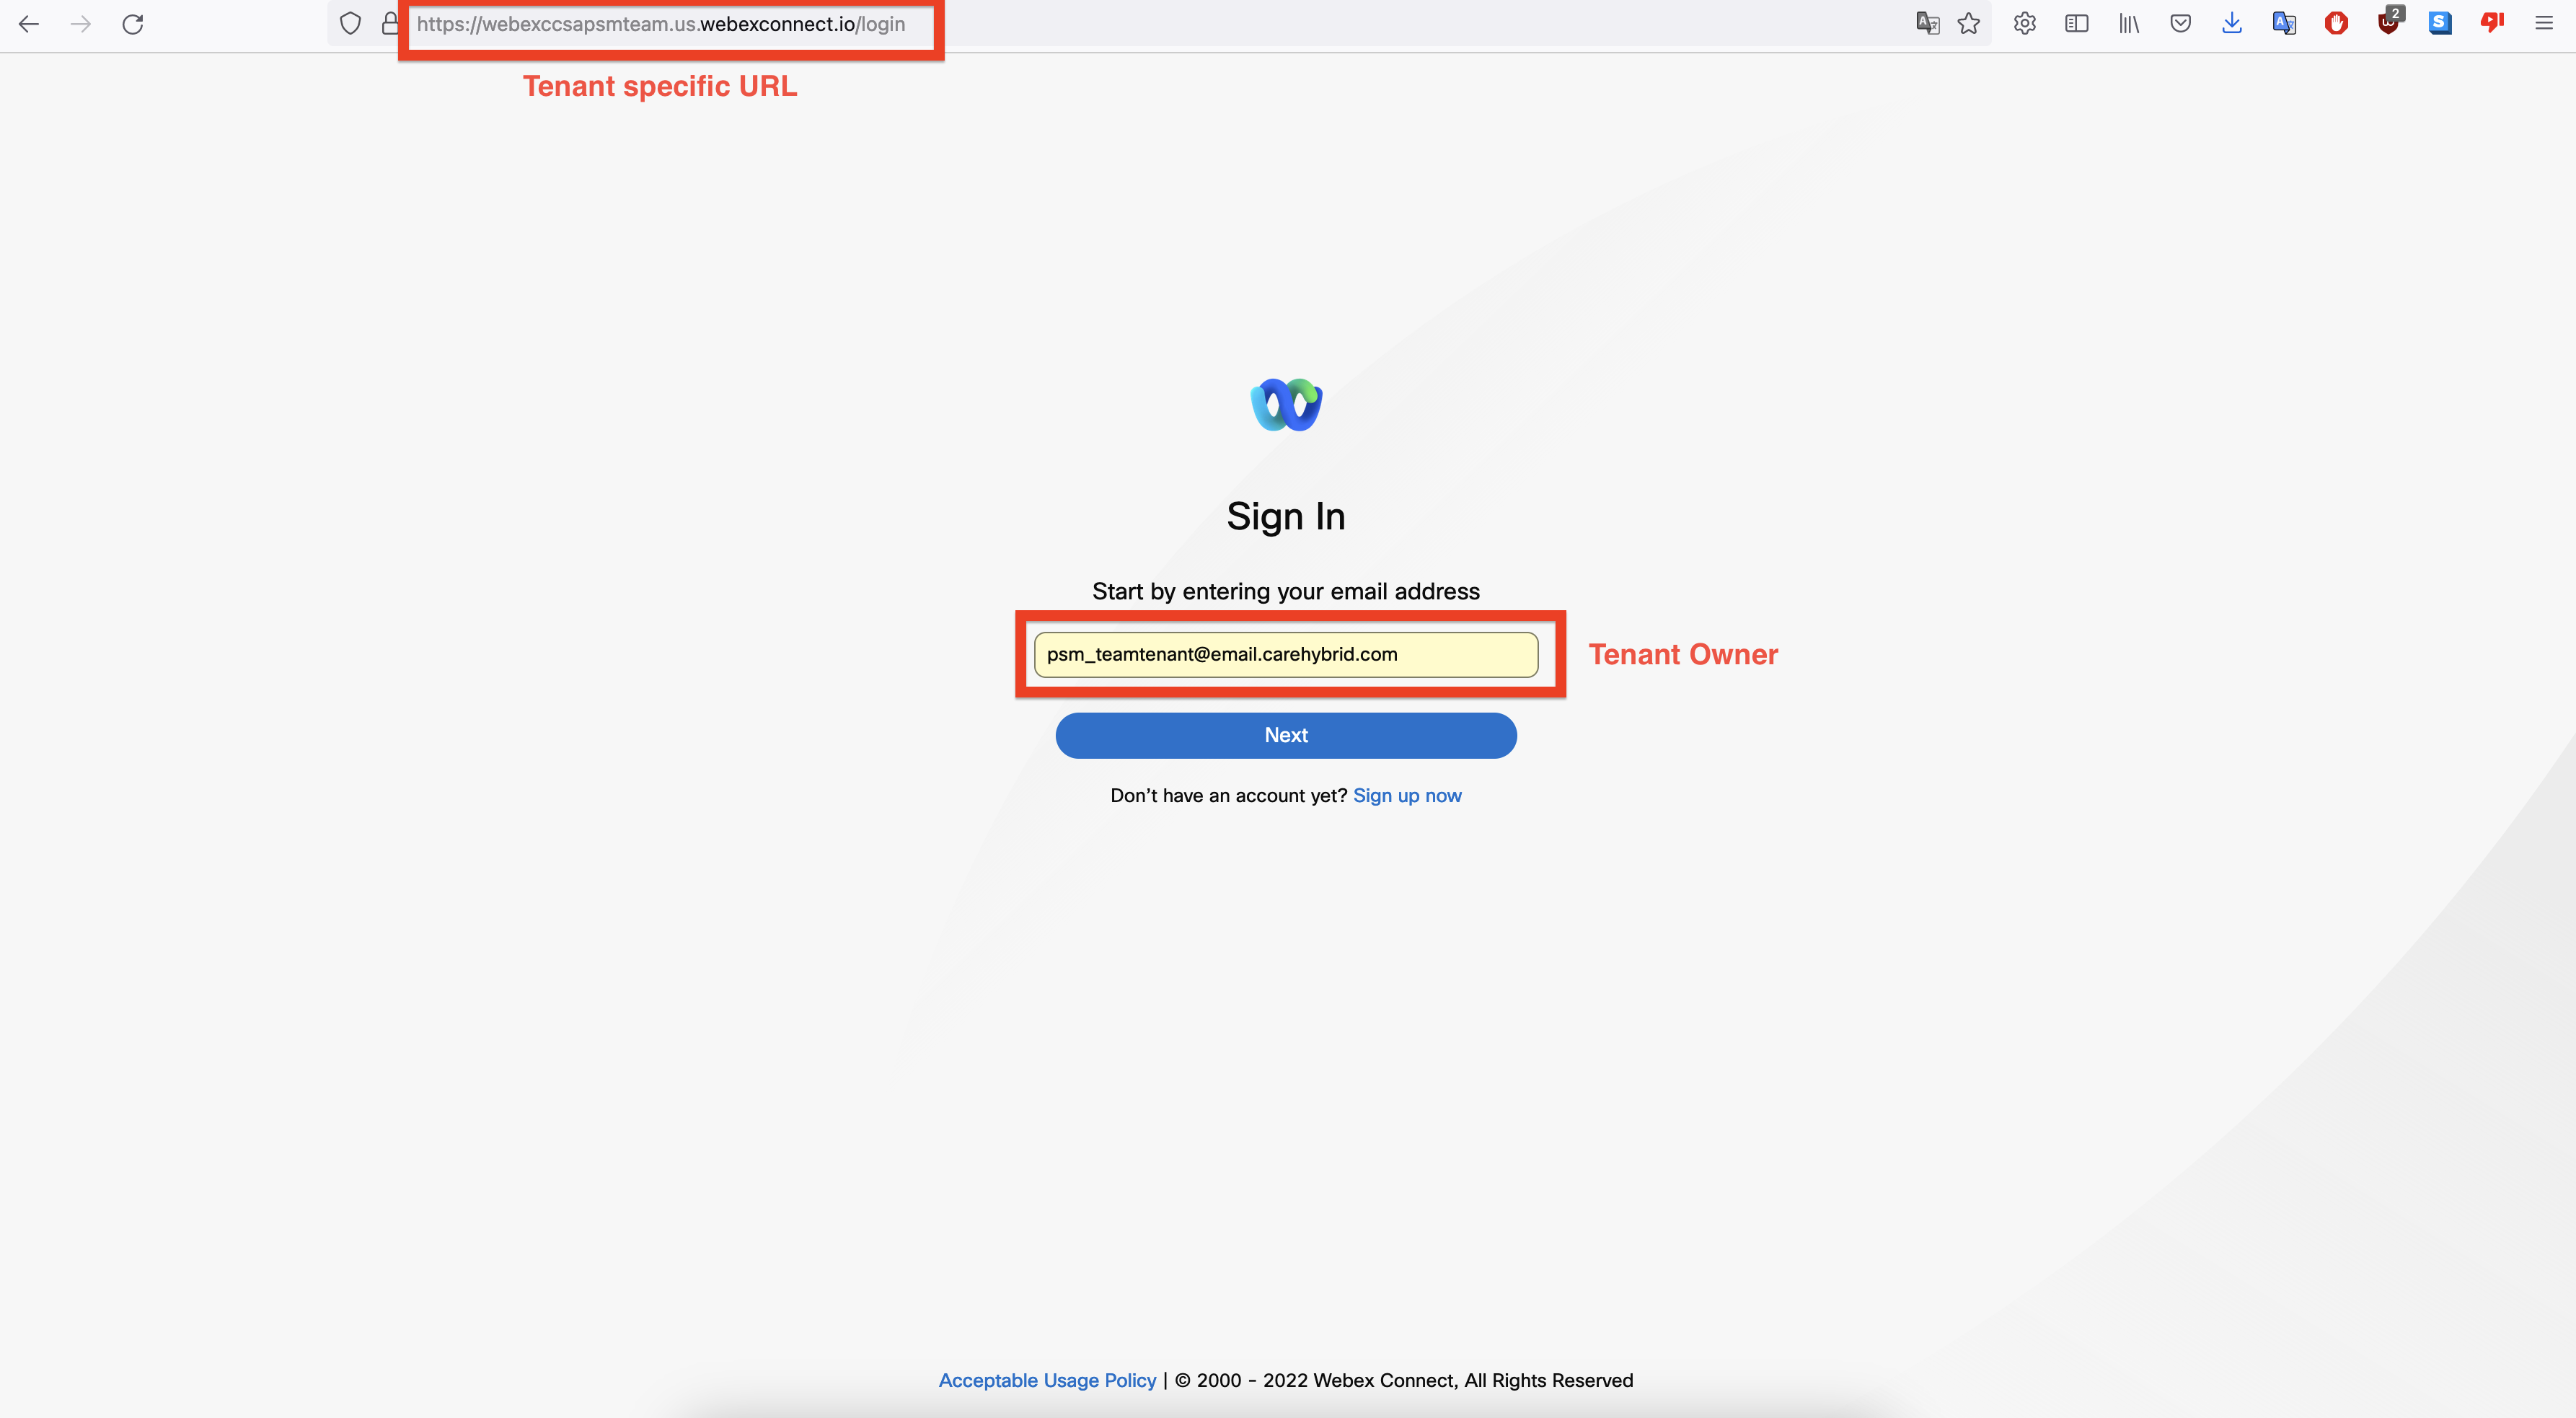 https://webexccsapsmteam.us.webexconnect.io/login
2
Tenant specific URL
Sign In
Start by entering your email address
psm_teamtenant@email.carehybrid.com
Tenant Owner
Next
Don’t have an account yet? Sign up now
Acceptable Usage Policy | © 2000 - 2022 Webex Connect, All Rights Reserved